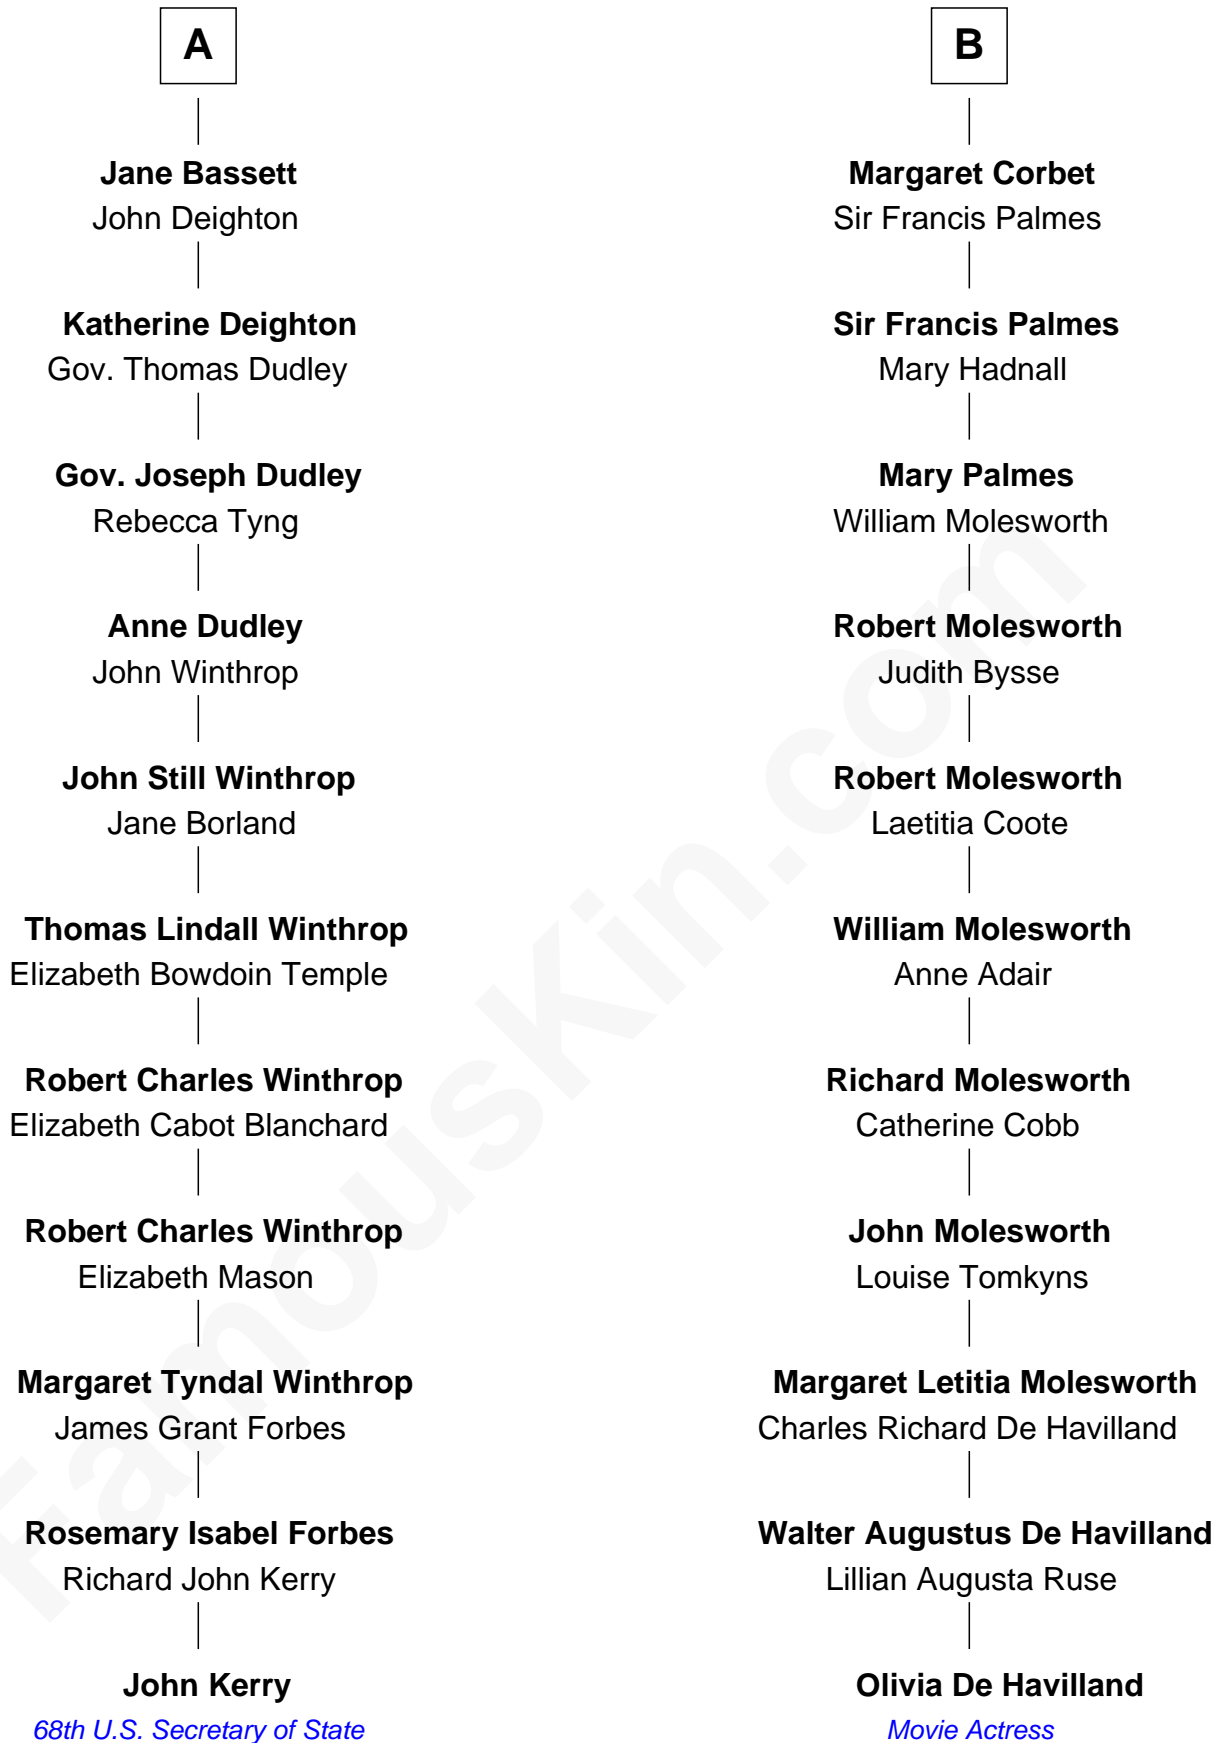 A
Jane Bassett
John Deighton
Katherine Deighton
Gov. Thomas Dudley
Gov. Joseph Dudley
Rebecca Tyng
Anne Dudley
John Winthrop
John Still Winthrop
Jane Borland
Thomas Lindall Winthrop
Elizabeth Bowdoin Temple
Robert Charles Winthrop
Elizabeth Cabot Blanchard
Robert Charles Winthrop
Elizabeth Mason
Margaret Tyndal Winthrop
James Grant Forbes
Rosemary Isabel Forbes
Richard John Kerry
John Kerry
68th U.S. Secretary of State
B
Margaret Corbet
Sir Francis Palmes
Sir Francis Palmes
Mary Hadnall
Mary Palmes
William Molesworth
Robert Molesworth
Judith Bysse
Robert Molesworth
Laetitia Coote
William Molesworth
Anne Adair
Richard Molesworth
Catherine Cobb
John Molesworth
Louise Tomkyns
Margaret Letitia Molesworth
Charles Richard De Havilland
Walter Augustus De Havilland
Lillian Augusta Ruse
Olivia De Havilland
Movie Actress
FamousKin.com